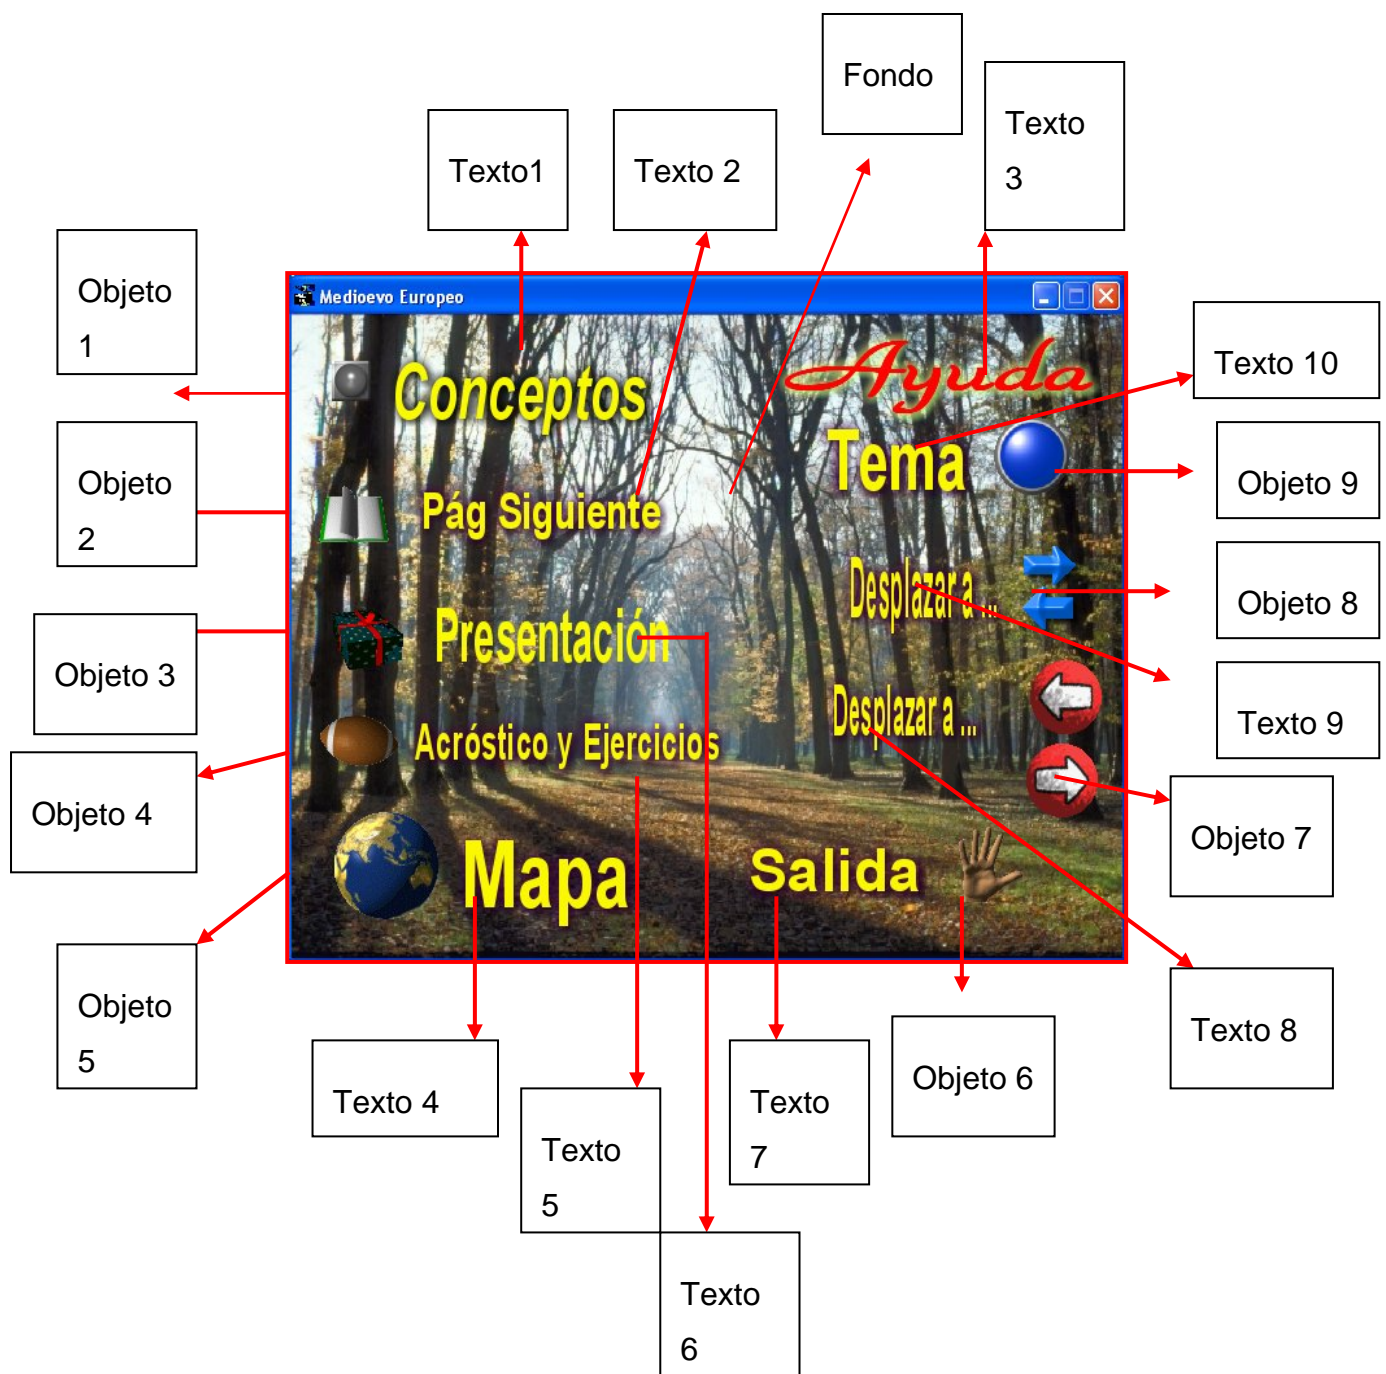 Fondo
Texto
3
Texto1
Texto 2
Objeto
1
Medioevo Europeo
Conceptos
Ayuda
Texto 10
Tema
Objeto
2
Pág Siguiente
Objeto 9
Desplazar a ...
Objeto 8
Objeto 3
Presentación
Desplazar a ...
Texto 9
Objeto 4
Acróstico y Ejercicios
Objeto 7
Mapa
Salida
Objeto
5
Texto 4
Texto
5
Texto
6
Texto
7
Objeto 6
Texto 8